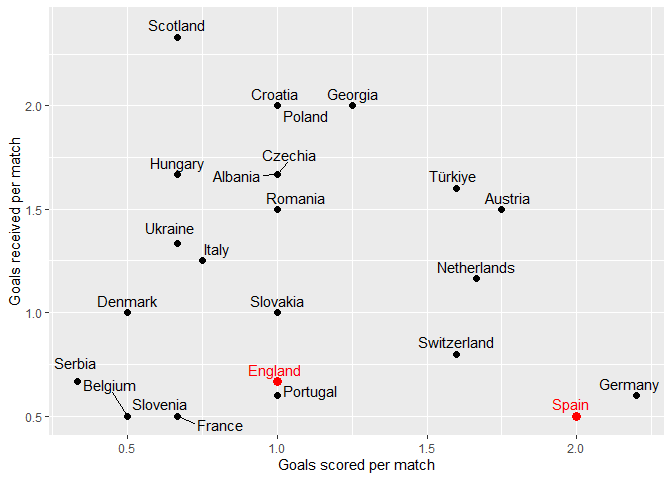 Scotland
Croatia
Georgia
2.0
Poland
Czechia
Hungary
Albania
Türkiye
Romania
Austria
1.5
Ukraine
Italy
Netherlands
Denmark
Slovakia
1.0
Switzerland
Serbia
England
Belgium
Portugal
Germany
Slovenia
Spain
France
0.5
Goals received per match
0.5
1.0
1.5
2.0
Goals scored per match